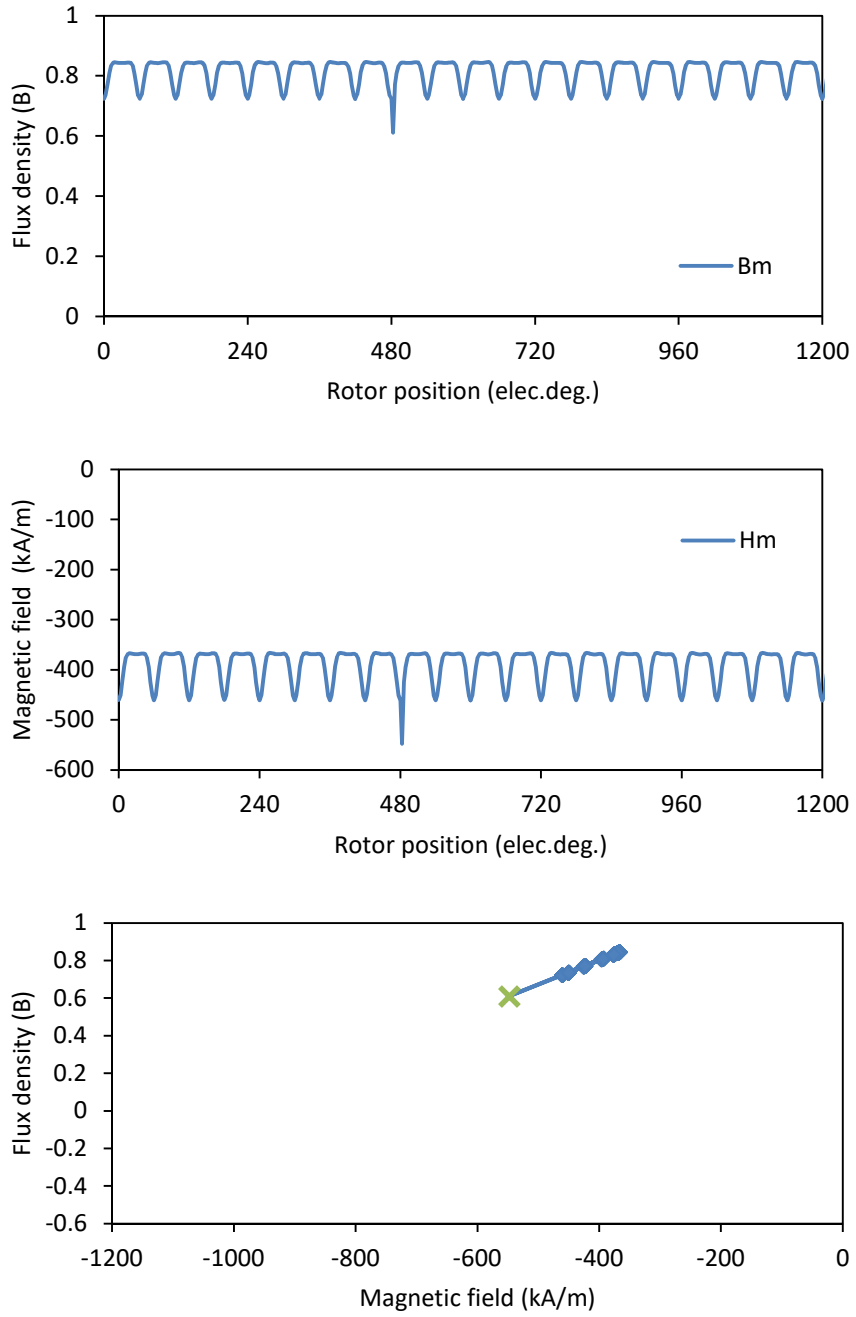 1
0.8
0.6
0.4
0.2
0
Flux density (B)
Bm
0 240 480 720 960 1200
Rotor position (elec.deg.)
0
-100
-200
-300
-400
-500
-600
Magnetic field (kA/m)
Hm
0 240 480 720 960 1200
Rotor position (elec.deg.)
1
0.8
0.6
0.4
0.2
0
-0.2
-0.4
-0.6
Flux density (B)
-1200 -1000 -800 -600 -400 -200 0
Magnetic field (kA/m)